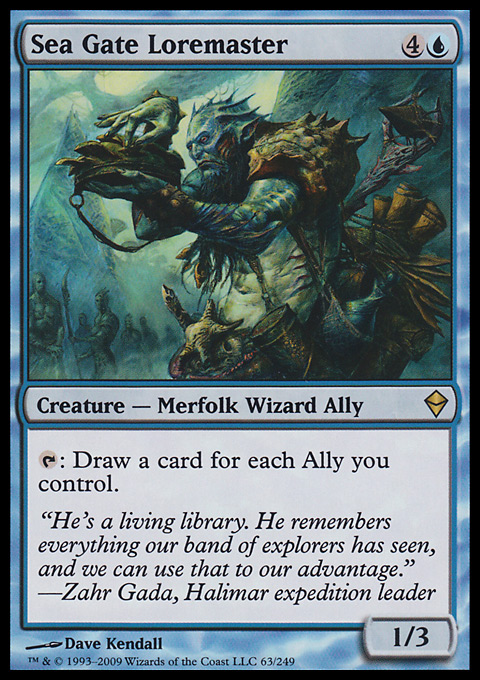 Sea Gate Loremaster 4
Creature — Merfolk Wizard Ally
: Draw a card for each Ally you
control.
“He’s a living library. He remembers
everything our band of explorers has seen,
and we can use that to our advantage.”
—Zahr Gada, Halimar expedition leader
Dave Kendall
1/3
™ & © 1993–2009 Wizards of the Coast LLC 63/249